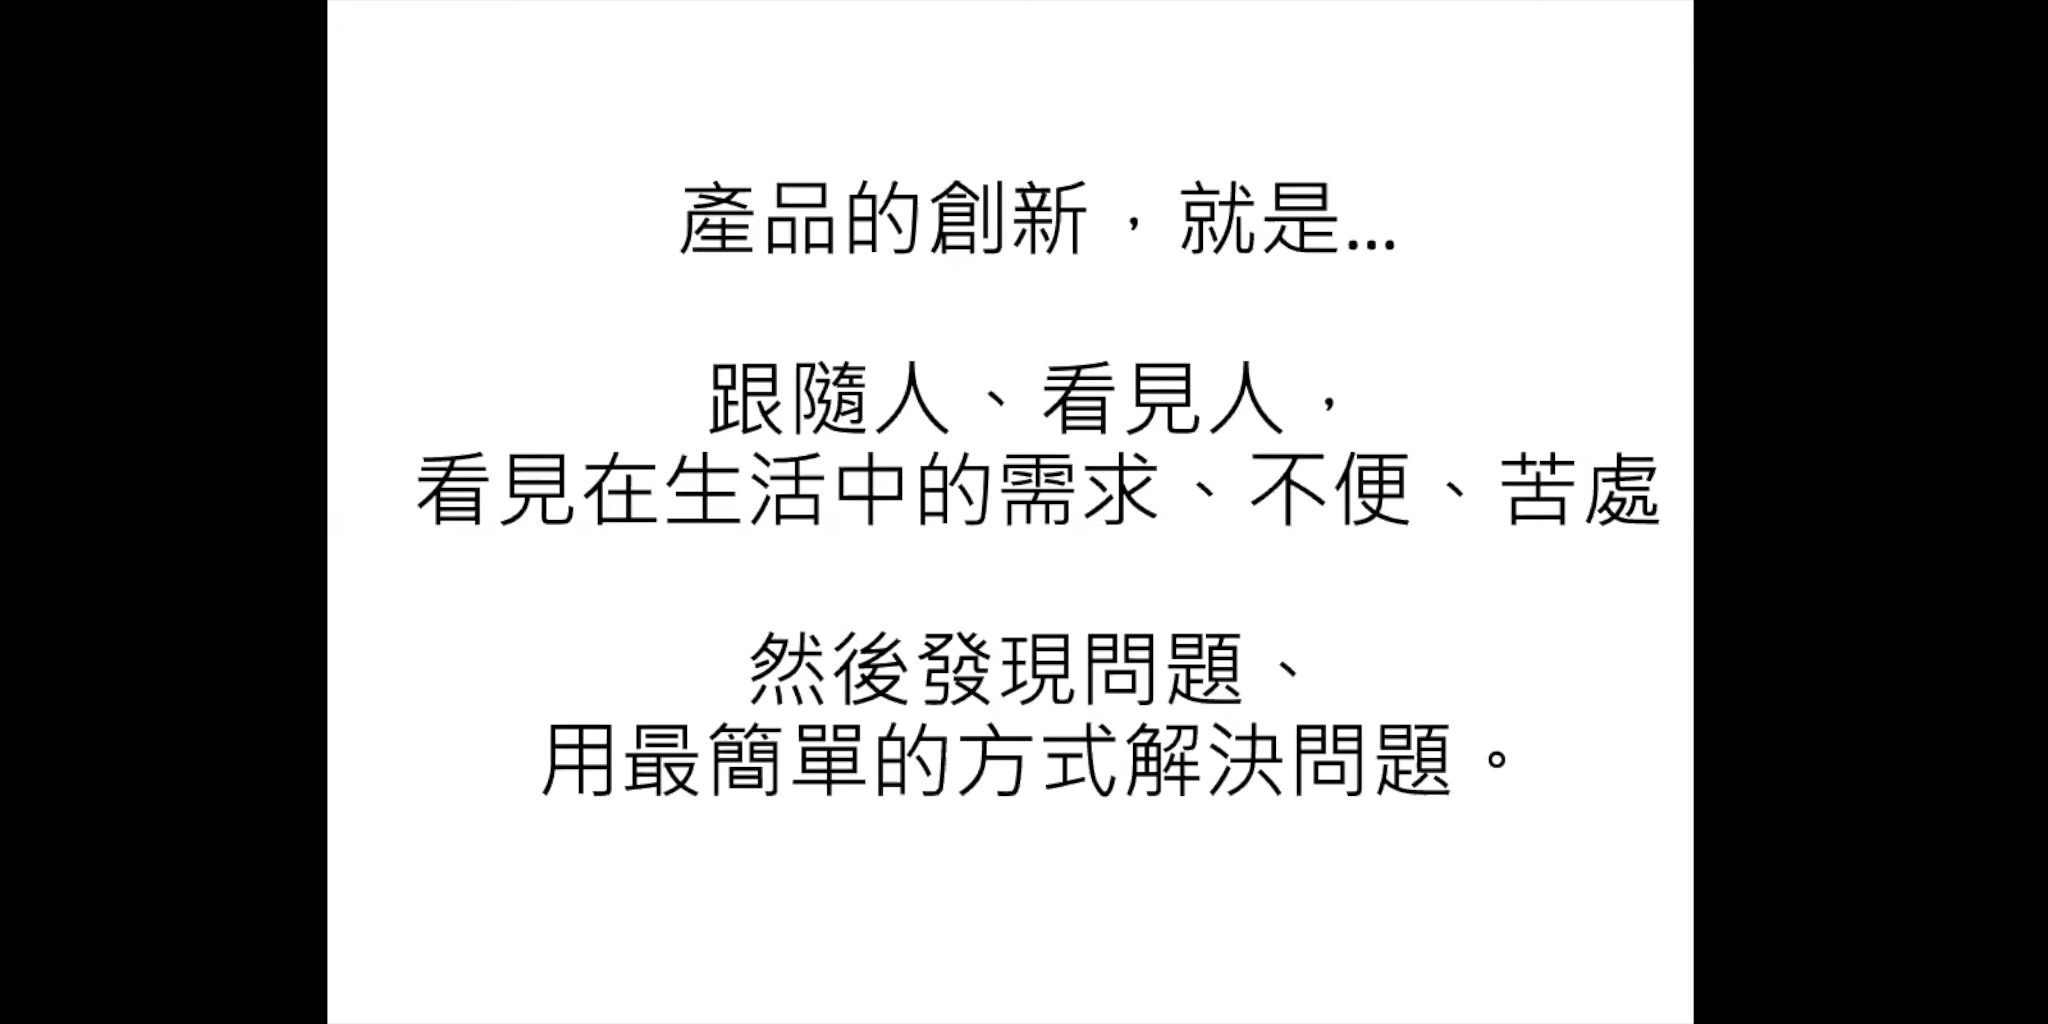 產品的創新，就是...
跟隨人、看見人，
看見在生活中的需求、不便、苦處
然後發現問題、
用最簡單的方式解決問題。